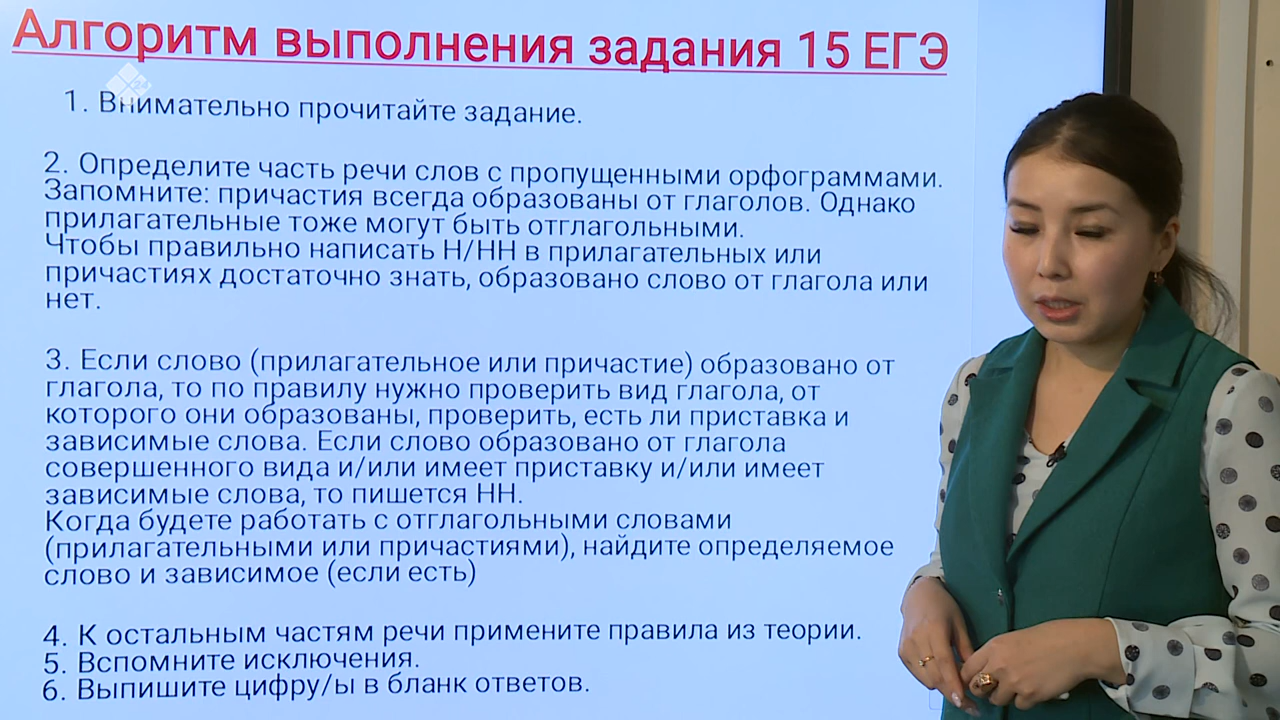 Алгоритм выполнения задания 15 ЕГЭ
1. Внимательно прочитайте задание.
2. Определите часть речи слов с пропущенными орфограммами.
Запомните: причастия всегда образованы от глаголов. Однако
прилагательные тоже могут быть отглагольными.
Чтобы правильно написать Н/НН в прилагательных или
причастиях достаточно знать, образовано слово от глагола или
нет.
3. Если слово (прилагательное или причастие) образовано от
глагола, то по правилу нужно проверить вид глагола, от
которого они образованы, проверить, есть ли приставка и
зависимые слова. Если слово образовано от глагола
совершенного вида и/или имеет приставку и/или имеет
зависимые слова, то пишется НН.
Когда будете работать с отглагольными словами
(прилагательными или причастиями), найдите определяемое
слово и зависимое (если есть)
4. К остальным частям речи примените правила из теории.
5. Вспомните исключения.
6. Выпишите цифру/ы в бланк ответов.